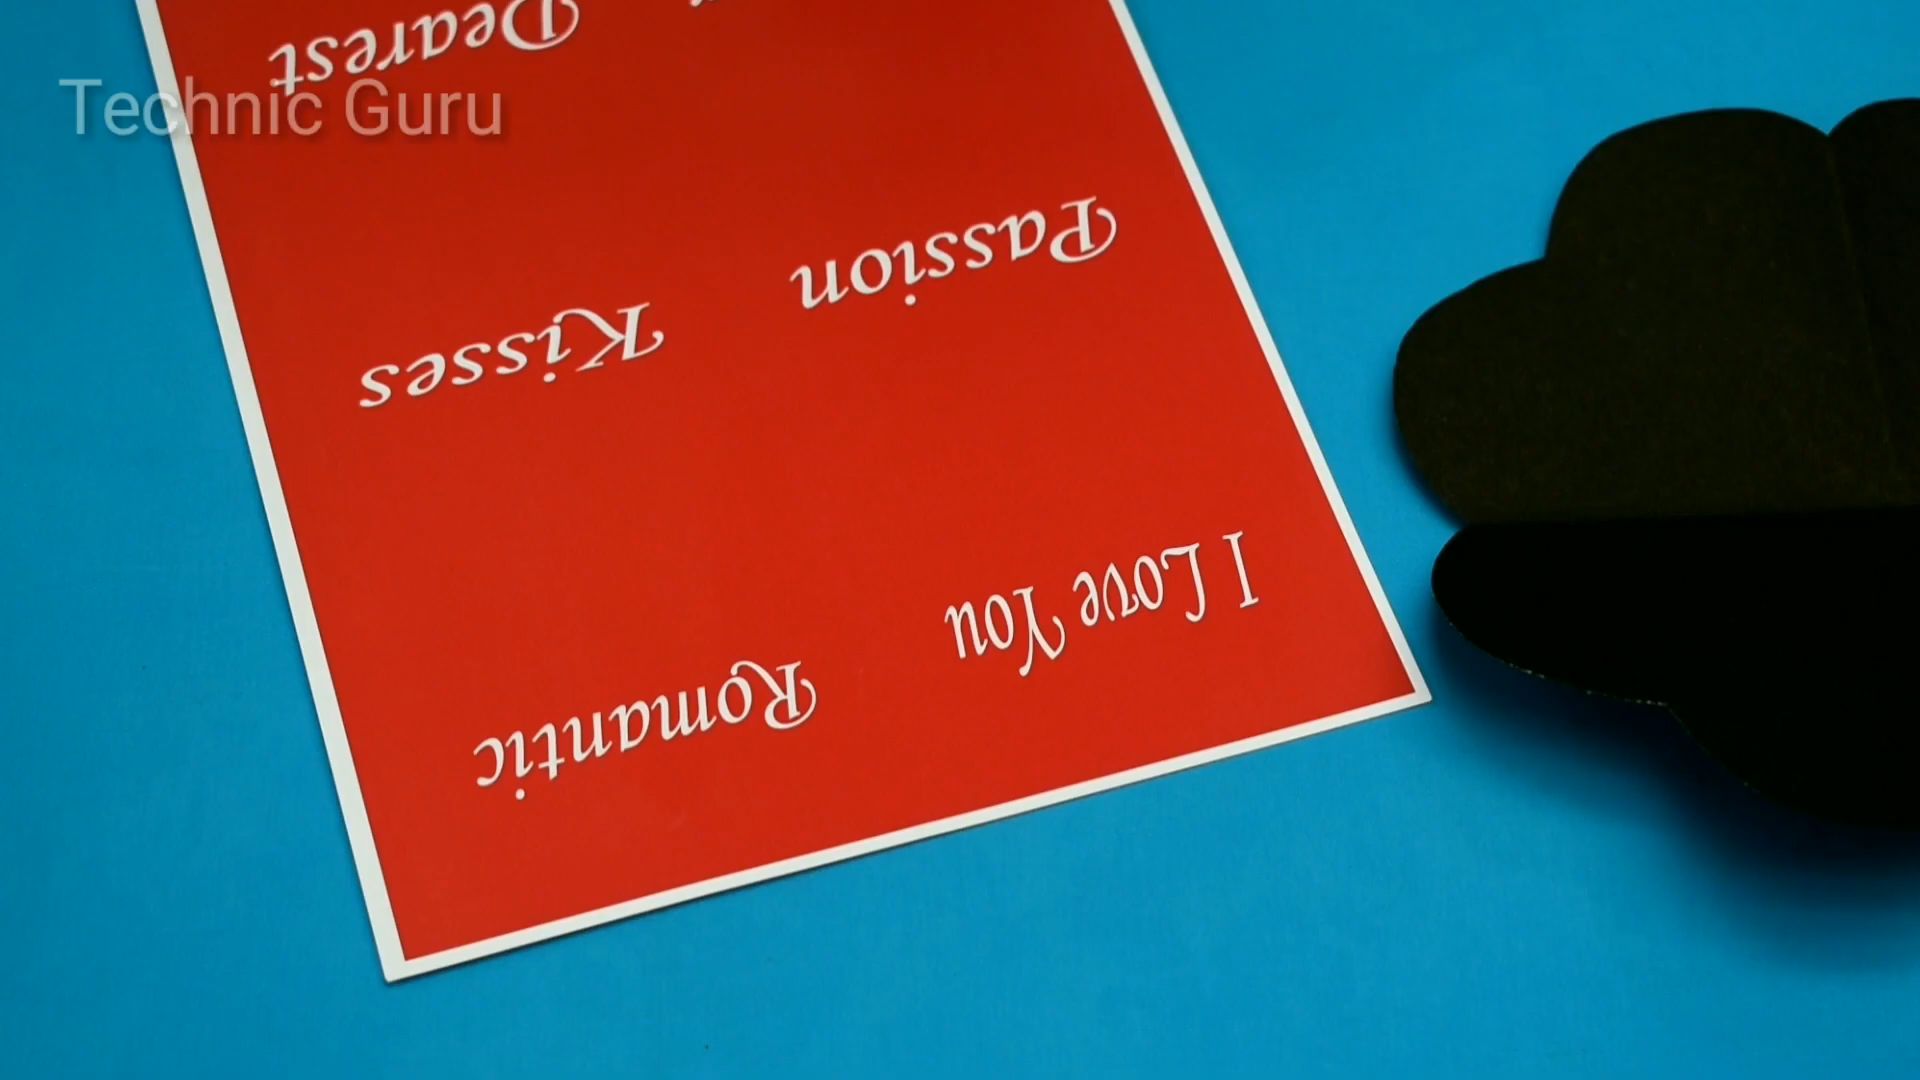 Technic Guru
I Love You
Romantic
Passion
Kisses
Dearest